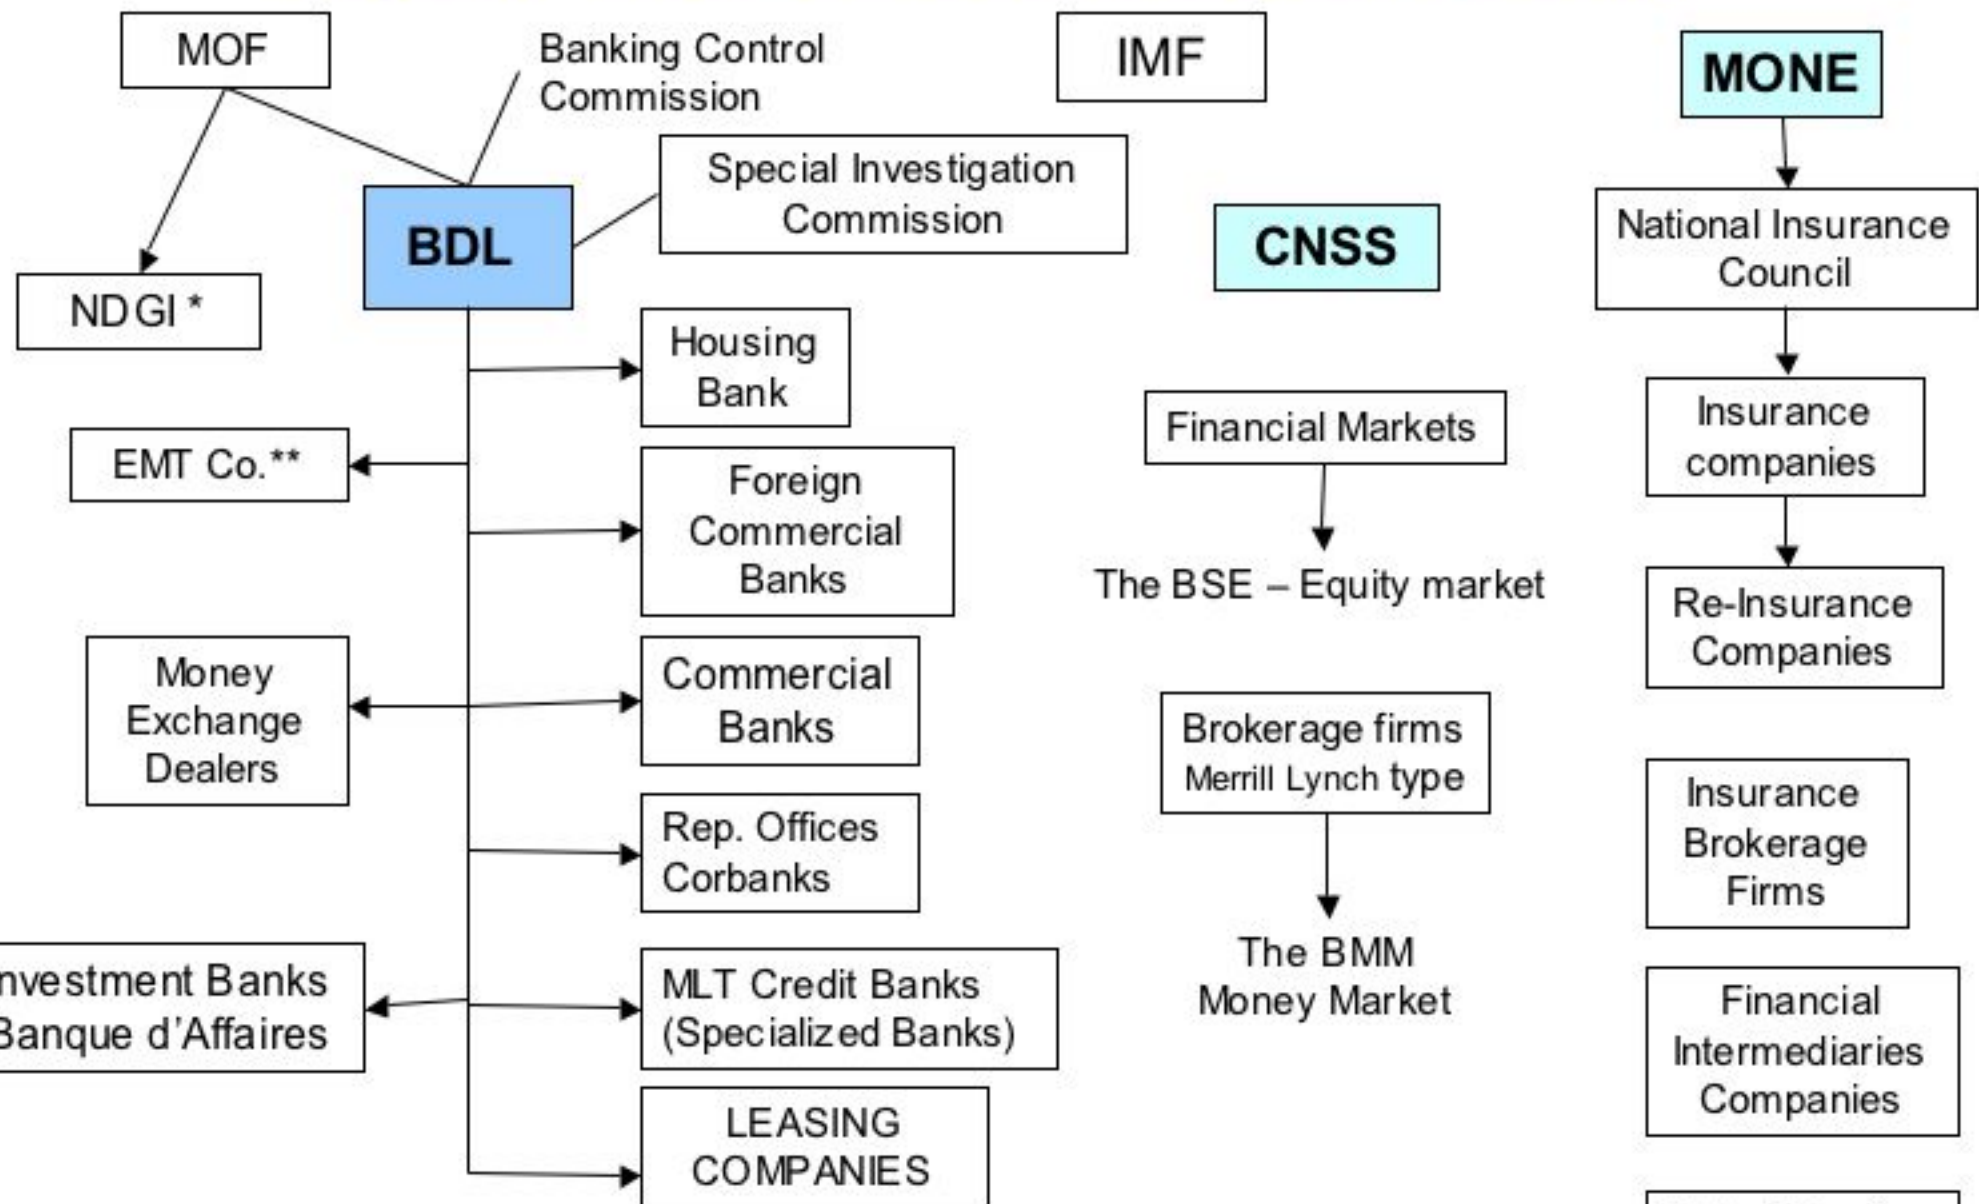 MOF
Banking Control
Commission
IMF
MONE
Special Investigation
Commission
BDL
CNSS
National Insurance
Council
NDGI *
Housing
Bank
Financial Markets
Insurance
companies
EMT Co.**
Foreign
Commercial
Banks
The BSE – Equity market
Re-Insurance
Companies
Money
Exchange
Dealers
Commercial
Banks
Brokerage firms
Merrill Lynch type
Insurance
Brokerage
Firms
Rep. Offices
Corbanks
The BMM
Money Market
nvestment Banks
Banque d’Affaires
MLT Credit Banks
(Specialized Banks)
Financial
Intermediaries
Companies
LEASING
COMPANIES